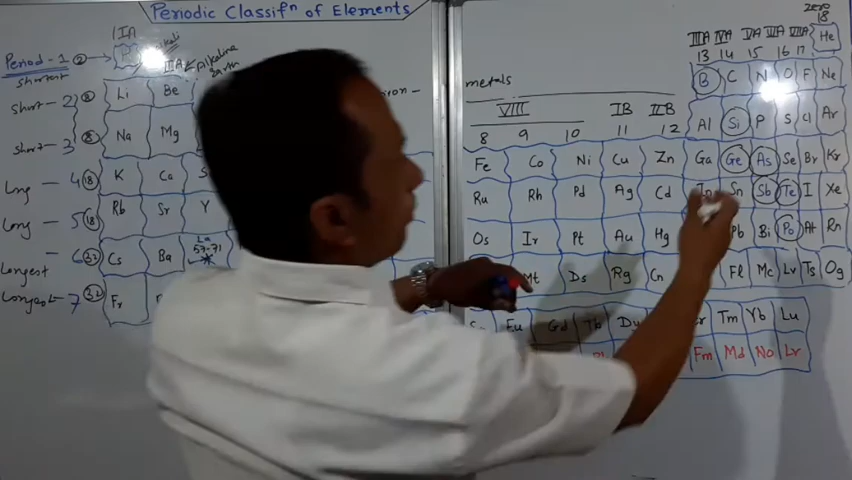 Periodic Classifn of Elements
IA
IIA
Alkaline
earth
Period - 1 ②
shortest
Short - 2 ⑧
short - 3 ⑧
Long - 4 ⑱
Long - 5 ⑱
Longest - 6 ㉜
Longest - 7 ㉜
Li Be
Na Mg
K Ca
Rb Sr Y
Cs Ba La
57-71
*
Fr
zero
18
IIIA IVA VA VIA VIIA
13 14 15 16 17 He
B C N O F Ne
Al Si P S Cl Ar
metals
VIII IB IIB
8 9 10 11 12
Fe Co Ni Cu Zn Ga Ge As Se Br Kr
Ru Rh Pd Ag Cd In Sn Sb Te I Xe
Os Ir Pt Au Hg Pb Bi Po At Rn
Mt Ds Rg Cn Fl Mc Lv Ts Og
Eu Gd Tb Dy Er Tm Yb Lu
Fm Md No Lr